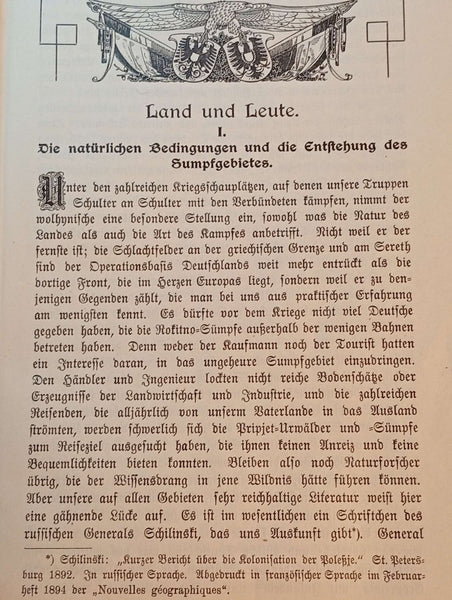 Land und Leute.
I.
Die natürlichen Bedingungen und die Entstehung des
Sumpfgebietes.
Unter den zahlreichen Kriegsschauplätzen, auf denen unsere Truppen
Schulter an Schulter mit den Verbündeten kämpfen, nimmt der
wolhynische eine besondere Stellung ein, sowohl was die Natur des
Landes als auch die Art des Kampfes anbetrifft. Nicht weil er der
fernste ist; die Schlachtfelder an der griechischen Grenze und am Sereth
sind der Operationsbasis Deutschlands weit mehr entrückt als die
dortige Front, die im Herzen Europas liegt, sondern weil er zu den-
jenigen Gegenden zählt, die man bei uns aus praktischer Erfahrung
am wenigsten kennt. Es dürfte vor dem Kriege nicht viel Deutsche
gegeben haben, die die Rokitno-Sümpfe außerhalb der wenigen Bahnen
betreten haben. Denn weder der Kaufmann noch der Tourist hatten
ein Interesse daran, in das ungeheure Sumpfgebiet einzudringen.
Den Händler und Ingenieur lockten nicht reiche Bodenschätze oder
Erzeugnisse der Landwirtschaft und Industrie, und die zahlreichen
Reisenden, die alljährlich von unserm Vaterlande in das Ausland
strömten, werden schwerlich sich die Pripjet-Urwälder und -Sümpfe
zum Reiseziel ausgesucht haben, die ihnen keinen Anreiz und keine
Bequemlichkeiten bieten konnten. Bleiben also noch Naturforscher
übrig, die der Wissensdrang in jene Wildnis hätte führen können.
Aber unsere auf allen Gebieten sehr reichhaltige Literatur weist hier
eine gähnende Lücke auf. Es ist im wesentlichen ein Schriftchen des
russischen Generals Schilinski, das uns Auskunft gibt*). General
*) Schilinski: „Kurzer Bericht über die Kolonisation der Poleßje.“ St. Peters-
burg 1892. In russischer Sprache. Abgedruckt in französischer Sprache im Februar-
heft 1894 der „Nouvelles géographiques“.